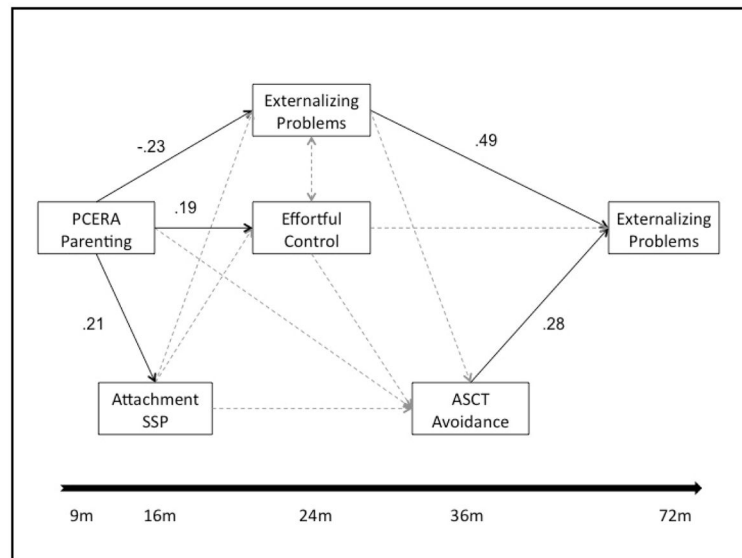 Externalizing
Problems
-.23
.49
PCERA
Parenting
.19
Effortful
Control
Externalizing
Problems
.21
.28
Attachment
SSP
ASCT
Avoidance
9m
16m
24m
36m
72m